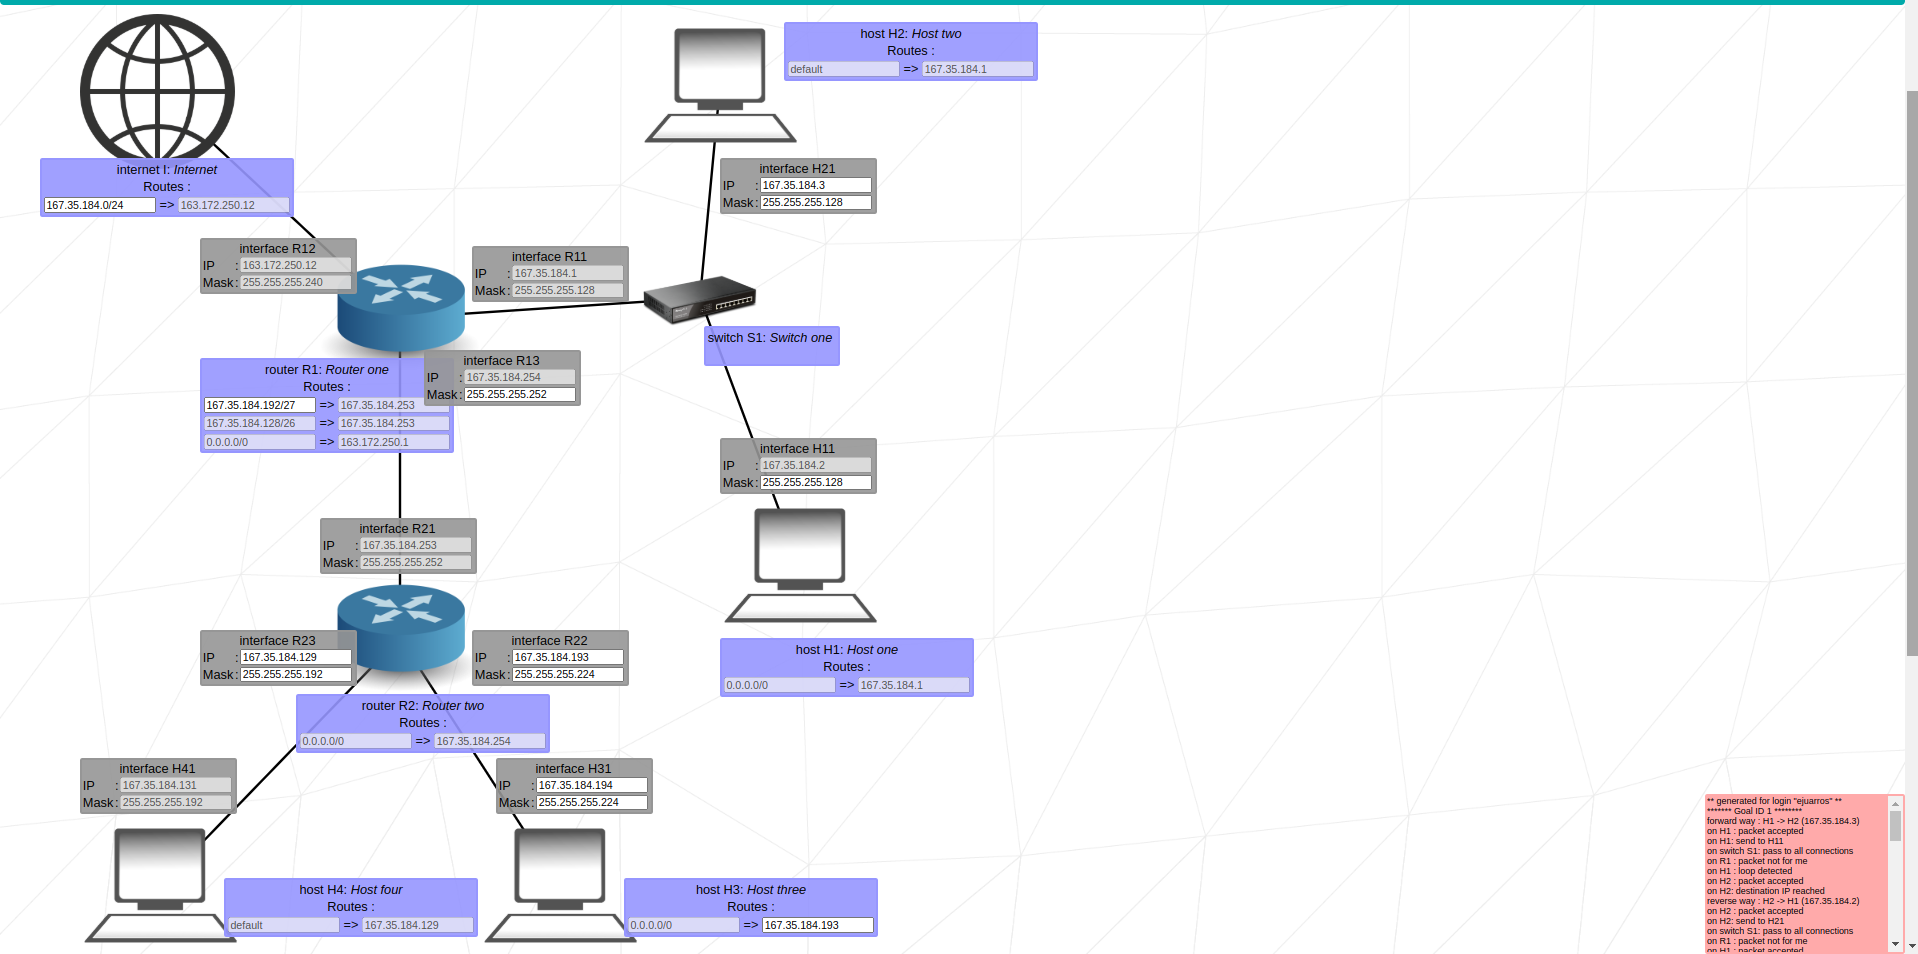 host H2: Host two
Routes :
default => 167.35.184.1
internet I: Internet
Routes :
167.35.184.0/24 => 163.172.250.12
interface H21
IP : 167.35.184.3
Mask : 255.255.255.128
interface R12
IP : 163.172.250.12
Mask : 255.255.255.240
interface R11
IP : 167.35.184.1
Mask : 255.255.255.128
switch S1: Switch one
interface R13
IP : 167.35.184.254
Mask : 255.255.255.252
router R1: Router one
Routes :
167.35.184.192/27 => 167.35.184.253
167.35.184.128/26 => 167.35.184.253
0.0.0.0/0 => 163.172.250.1
interface H11
IP : 167.35.184.2
Mask : 255.255.255.128
interface R21
IP : 167.35.184.253
Mask : 255.255.255.252
interface R23
IP : 167.35.184.129
Mask : 255.255.255.192
interface R22
IP : 167.35.184.193
Mask : 255.255.255.224
host H1: Host one
Routes :
0.0.0.0/0 => 167.35.184.1
router R2: Router two
Routes :
0.0.0.0/0 => 167.35.184.254
interface H41
IP : 167.35.184.131
Mask : 255.255.255.192
interface H31
IP : 167.35.184.194
Mask : 255.255.255.224
host H4: Host four
Routes :
default => 167.35.184.129
host H3: Host three
Routes :
0.0.0.0/0 => 167.35.184.193
** generated for login "ejuarros" **
******* Goal ID 1 ********
forward way : H1 -> H2 (167.35.184.3)
on H1 : packet accepted
on H1: send to H11
on switch S1: pass to all connections
on R1 : packet not for me
on H1 : loop detected
on H2 : packet accepted
on H2: destination IP reached
reverse way : H2 -> H1 (167.35.184.2)
on H2 : packet accepted
on H2: send to H21
on switch S1: pass to all connections
on R1 : packet not for me
on H1 : packet accepted